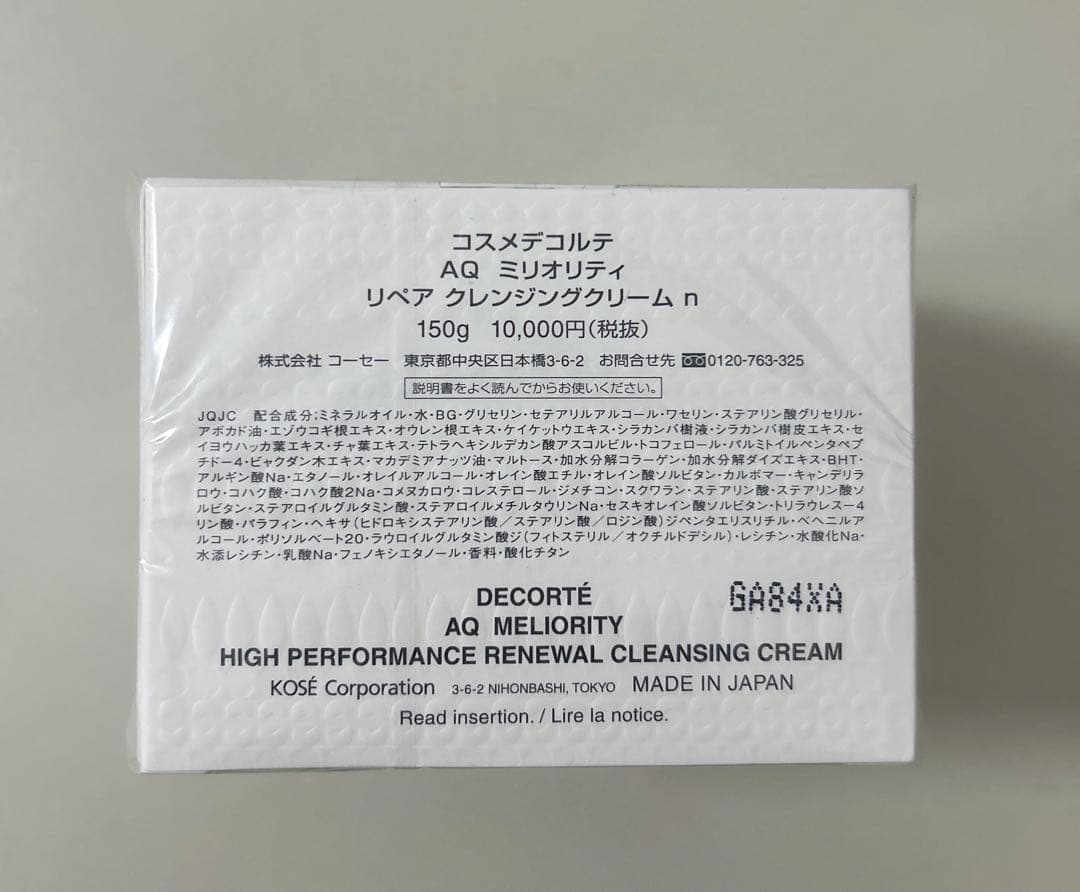 コスメデコルテ
AQ ミリオリティ
リペア クレンジングクリーム n
150g 10,000円(税抜)
株式会社 コーセー 東京都中央区日本橋3-6-2 お問合せ先 0120-763-325
説明書をよく読んでからお使いください。
JQJC 配合成分:ミネラルオイル・水・BG・グリセリン・セテアリルアルコール・ワセリン・ステアリン酸グリセリル・
アボカド油・エゾウコギ根エキス・オウレン根エキス・ケイケットウエキス・シラカンバ樹液・シラカンバ樹皮エキス・セ
イヨウハッカ葉エキス・チャ葉エキス・テトラヘキシルデカン酸アスコルビル・トコフェロール・パルミトイルペンタペプ
チドー4・ビャクダン木エキス・マカデミアナッツ油・マルトース・加水分解コラーゲン・加水分解ダイズエキス・BHT・
アルギン酸Na・エタノール・オレイルアルコール・オレイン酸エチル・オレイン酸ソルビタン・カルボマー・キャンデリラ
ロウ・コハク酸・コハク酸2Na・コメヌカロウ・コレステロール・ジメチコン・スクワラン・ステアリン酸・ステアリン酸ソ
ルビタン・ステアロイルグルタミン酸・ステアロイルメチルタウリンNa・セスキオレイン酸ソルビタン・トリラウレスー4
リン酸・パラフィン・ヘキサ(ヒドロキシステアリン酸/ステアリン酸/ロジン酸)ジペンタエリスリチル・ベヘニルア
ルコール・ポリソルベート20・ラウロイルグルタミン酸ジ(フィトステリル/オクチルドデシル)・レシチン・水酸化Na・
水添レシチン・乳酸Na・フェノキシエタノール・香料・酸化チタン
DECORTÉ
GA84XA
AQ MELIORITY
HIGH PERFORMANCE RENEWAL CLEANSING CREAM
KOSÉ Corporation 3-6-2 NIHONBASHI, TOKYO MADE IN JAPAN
Read insertion. / Lire la notice.